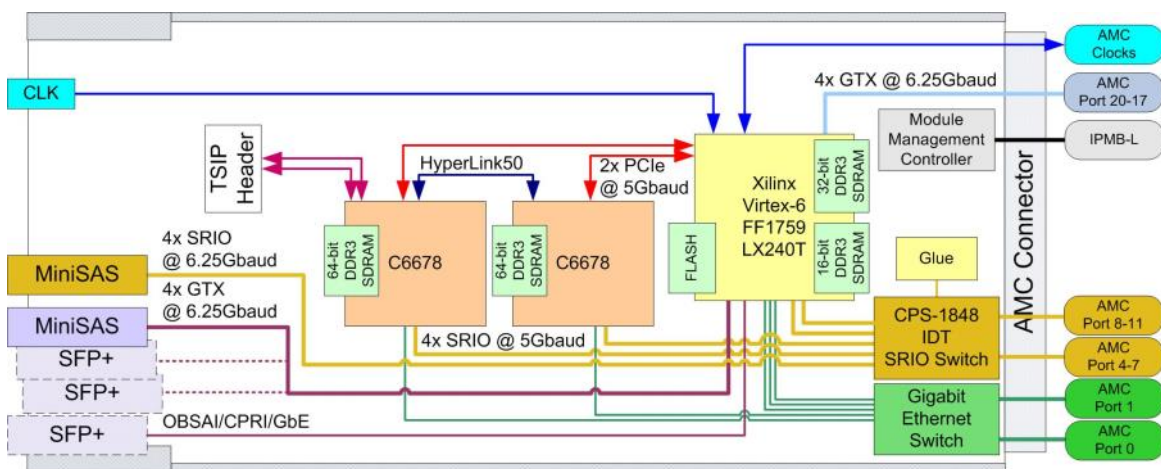 AMC
Clocks
4x GTX @ 6.25Gbaud
AMC
Port 20-17
CLK
Module
Management
Controller
IPMB-L
TSIP
Header
HyperLink50
2x PCIe
@ 5Gbaud
Xilinx
Virtex-6
FF1759
LX240T
32-bit
DDR3
SDRAM
16-bit
DDR3
SDRAM
FLASH
64-bit
DDR3
SDRAM
C6678
64-bit
DDR3
SDRAM
C6678
AMC Connector
4x SRIO
@ 6.25Gbaud
MiniSAS
4x GTX
@ 6.25Gbaud
MiniSAS
Glue
4x SRIO @ 5Gbaud
CPS-1848
IDT
SRIO Switch
AMC
Port 8-11
AMC
Port 4-7
SFP+
SFP+
OBSAI/CPRI/GbE
SFP+
Gigabit
Ethernet
Switch
AMC
Port 1
AMC
Port 0